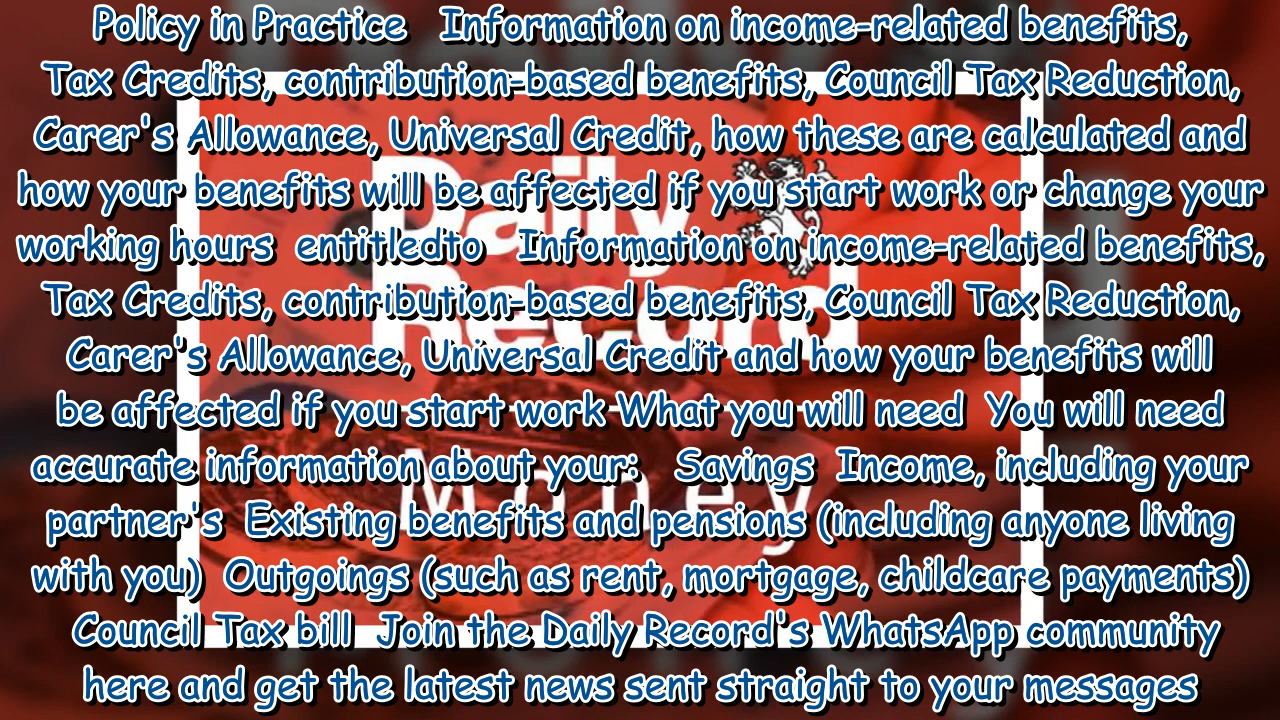 Policy in Practice   Information on income-related benefits,
Tax Credits, contribution-based benefits, Council Tax Reduction,
Carer's Allowance, Universal Credit, how these are calculated and
how your benefits will be affected if you start work or change your
working hours  entitledto   Information on income-related benefits,
Tax Credits, contribution-based benefits, Council Tax Reduction,
Carer's Allowance, Universal Credit and how your benefits will
be affected if you start work What you will need  You will need
accurate information about your:   Savings  Income, including your
partner's  Existing benefits and pensions (including anyone living
with you)  Outgoings (such as rent, mortgage, childcare payments)
Council Tax bill  Join the Daily Record's WhatsApp community
here and get the latest news sent straight to your messages
Daily
Record
Money